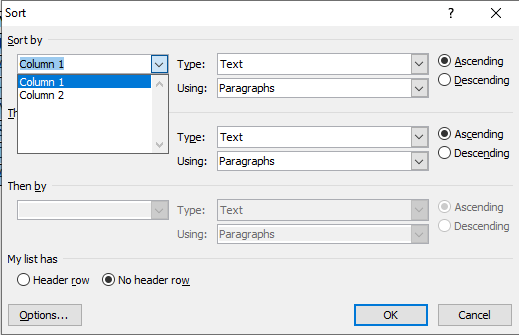 Sort
? ×
Sort by
Column 1
Type: Text
Ascending
Descending
Column 1
Column 2
Using: Paragraphs
Th
Type: Text
Ascending
Using: Paragraphs
Descending
Then by
Type: Text
Ascending
Using: Paragraphs
Descending
My list has
Header row
No header row
Options...
OK
Cancel